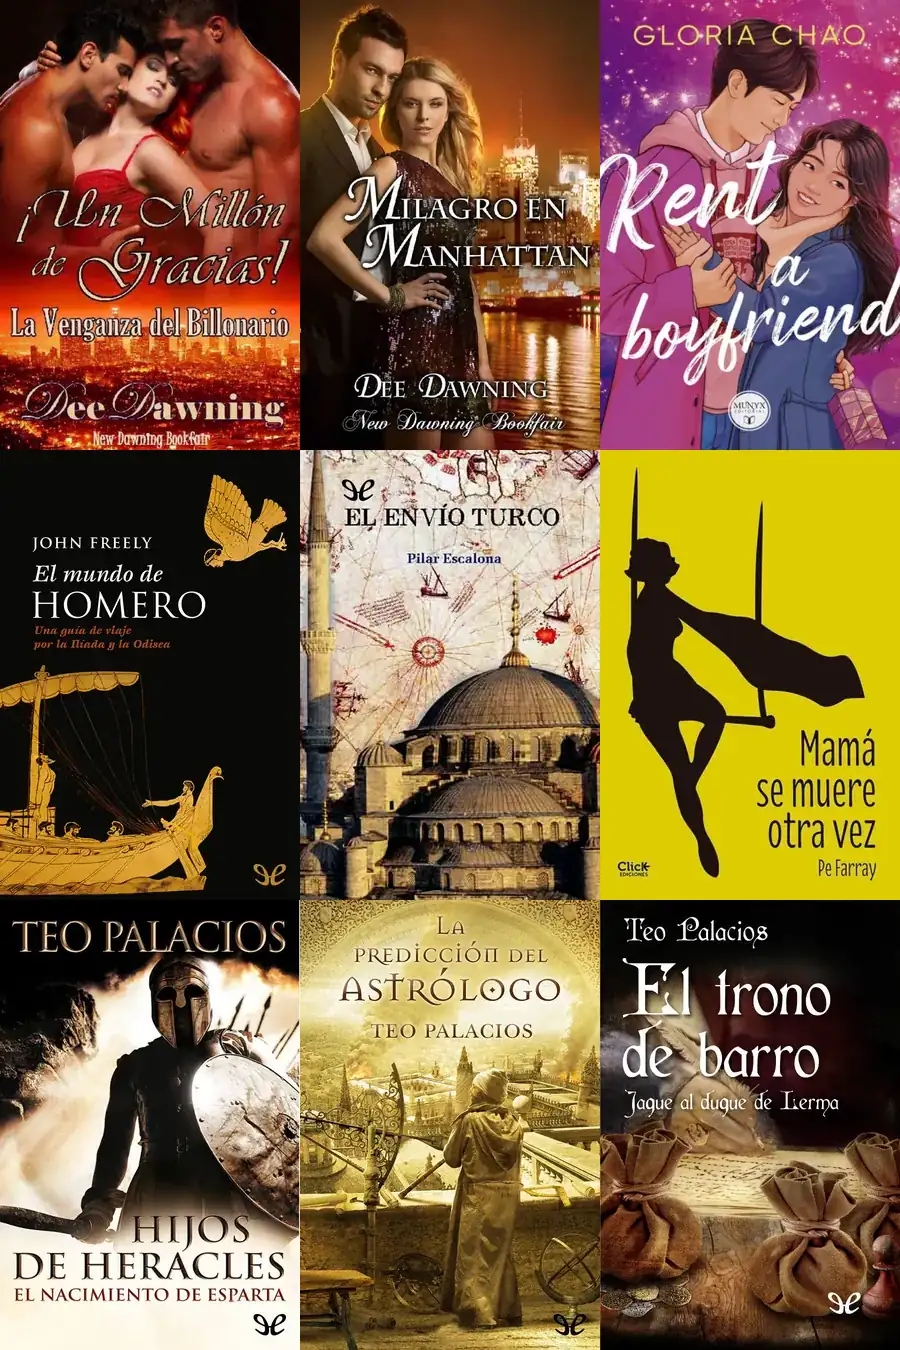 ¡Un Millón
de Gracias!
La Venganza del Billonario
Dee Dawning
New Dawning Bookfair
MILAGRO EN
MANHATTAN
DEE DAWNING
New Dawning Bookfair
GLORIA CHAO
Rent
a
boyfriend
MUNYX
EDITORIAL
JOHN FREELY
El mundo de
HOMERO
Una guía de viaje
por la Ilíada y la Odisea
EL ENVÍO TURCO
Pilar Escalona
Mamá
se muere
otra vez
Pe Farray
Click
EDICIONES
TEO PALACIOS
HIJOS
DE HERACLES
EL NACIMIENTO DE ESPARTA
LA
PREDICCIÓN DEL
ASTRÓLOGO
TEO PALACIOS
Teo Palacios
El trono
de barro
Jaque al duque de Lerma